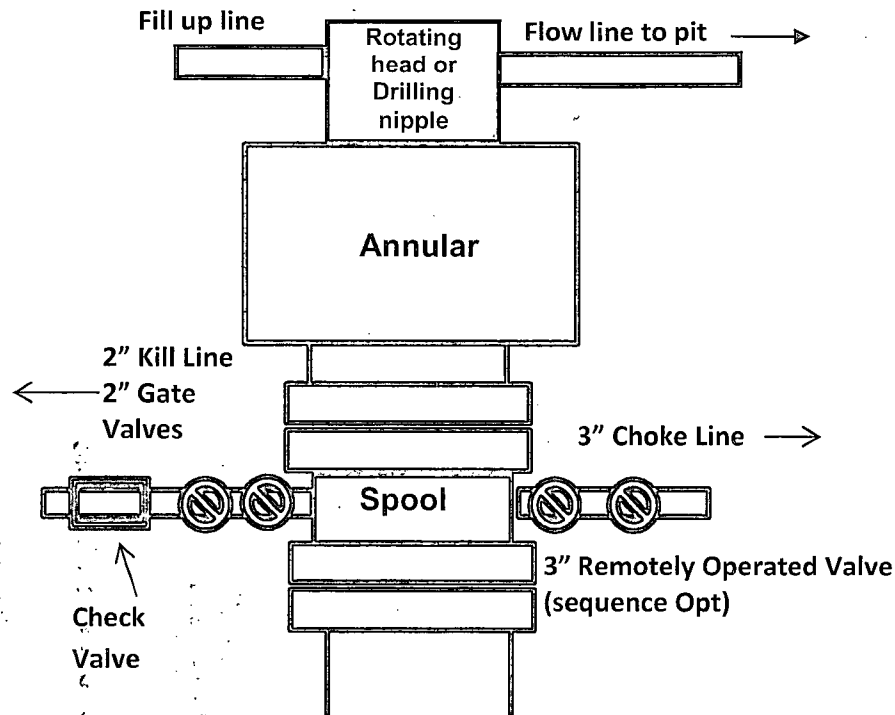 Fill up line
Rotating
head or
Drilling
nipple
Flow line to pit
Annular
2” Kill Line
2” Gate
Valves
3” Choke Line
Spool
3” Remotely Operated Valve
(sequence Opt)
Check
Valve